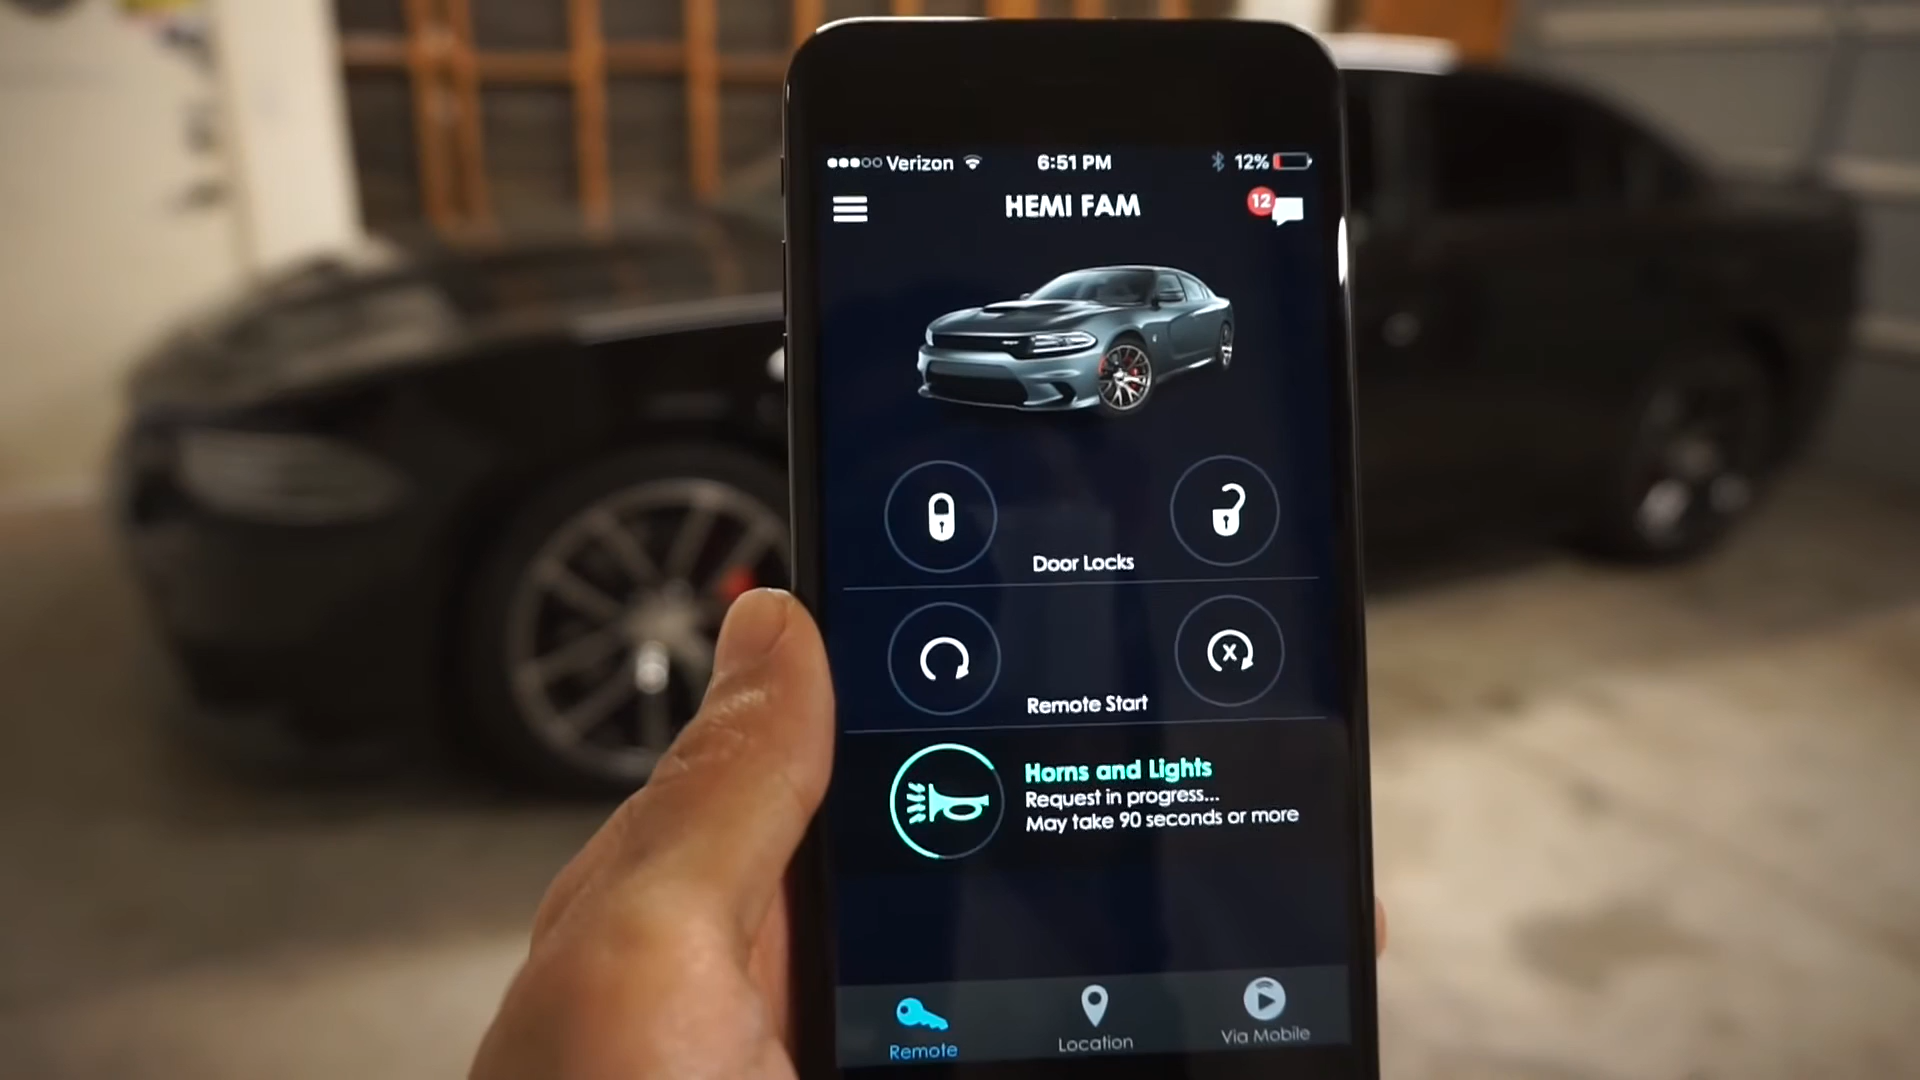 Verizon 6:51 PM 12%
HEMI FAM 12
Door Locks
X
Remote Start
Horns and Lights
Request in progress...
May take 90 seconds or more
Remote Location Via Mobile